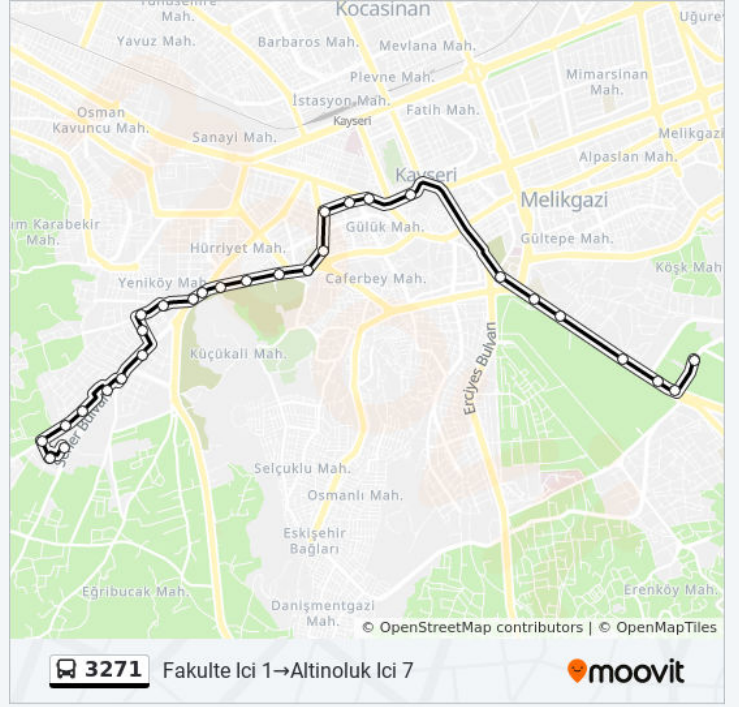 Kocasinan
Mah.
Uğure
Yavuz Mah.
Barbaros Mah.
Mevlana Mah.
Plevne Mah.
Mimarsinan
Mah.
İstasyon Mah.
Osman
Kavuncu Mah.
Kayseri
Fatih Mah.
Sanayi Mah.
Melikgazi
Alpaslan Mah.
Kayseri
Melikgazi
ım Karabekir
Mah.
Gülük Mah.
Hürriyet Mah.
Gültepe Mah.
Köşk Mah
Yeniköy Mah.
Caferbey Mah.
Küçükali Mah.
Erciyes Bulvarı
Selçuklu Mah.
Osmanlı Mah.
Eskişehir
Bağları
Eğribucak Mah.
Erenköy Mah.
Danişmentgazi
Mah.
© OpenStreetMap contributors | © OpenMapTiles
3271 Fakulte Ici 1→Altinoluk Ici 7
moovit